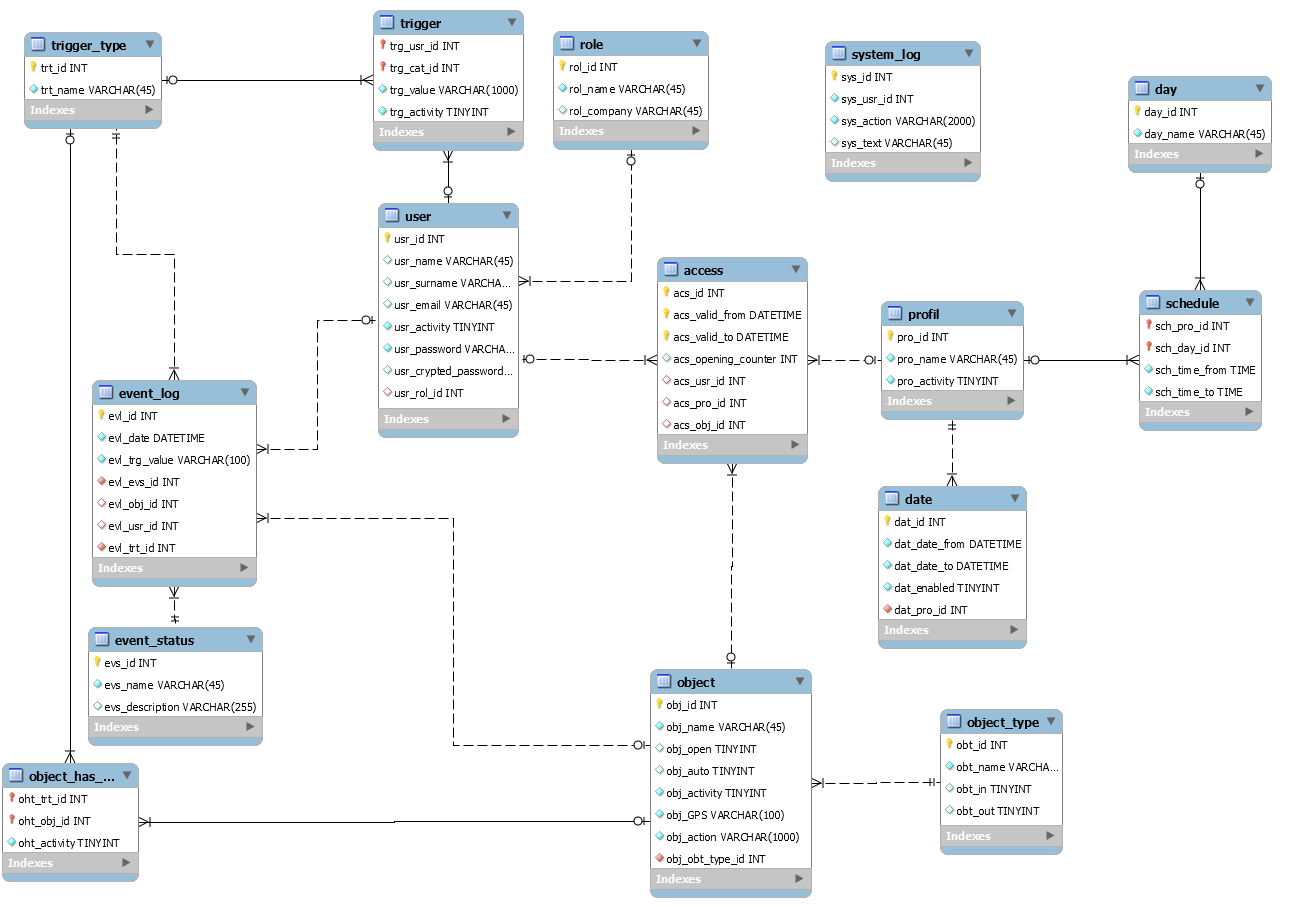 trigger_type
trt_id INT
trt_name VARCHAR(45)
Indexes
trigger
trg_usr_id INT
trg_cat_id INT
trg_value VARCHAR(1000)
trg_activity TINYINT
Indexes
role
rol_id INT
rol_name VARCHAR(45)
rol_company VARCHAR(45)
Indexes
system_log
sys_id INT
sys_usr_id INT
sys_action VARCHAR(2000)
sys_text VARCHAR(45)
Indexes
day
day_id INT
day_name VARCHAR(45)
Indexes
user
usr_id INT
usr_name VARCHAR(45)
usr_surname VARCHA...
usr_email VARCHAR(45)
usr_activity TINYINT
usr_password VARCHA...
usr_crypted_password...
usr_rol_id INT
Indexes
access
acs_id INT
acs_valid_from DATETIME
acs_valid_to DATETIME
acs_opening_counter INT
acs_usr_id INT
acs_pro_id INT
acs_obj_id INT
Indexes
profil
pro_id INT
pro_name VARCHAR(45)
pro_activity TINYINT
Indexes
schedule
sch_pro_id INT
sch_day_id INT
sch_time_from TIME
sch_time_to TIME
Indexes
event_log
evl_id INT
evl_date DATETIME
evl_trg_value VARCHAR(100)
evl_evs_id INT
evl_obj_id INT
evl_usr_id INT
evl_trt_id INT
Indexes
date
dat_id INT
dat_date_from DATETIME
dat_date_to DATETIME
dat_enabled TINYINT
dat_pro_id INT
Indexes
event_status
evs_id INT
evs_name VARCHAR(45)
evs_description VARCHAR(255)
Indexes
object
obj_id INT
obj_name VARCHAR(45)
obj_open TINYINT
obj_auto TINYINT
obj_activity TINYINT
obj_GPS VARCHAR(100)
obj_action VARCHAR(1000)
obj_obt_type_id INT
Indexes
object_type
obt_id INT
obt_name VARCHA...
obt_in TINYINT
obt_out TINYINT
Indexes
object_has_...
oht_trt_id INT
oht_obj_id INT
oht_activity TINYINT
Indexes